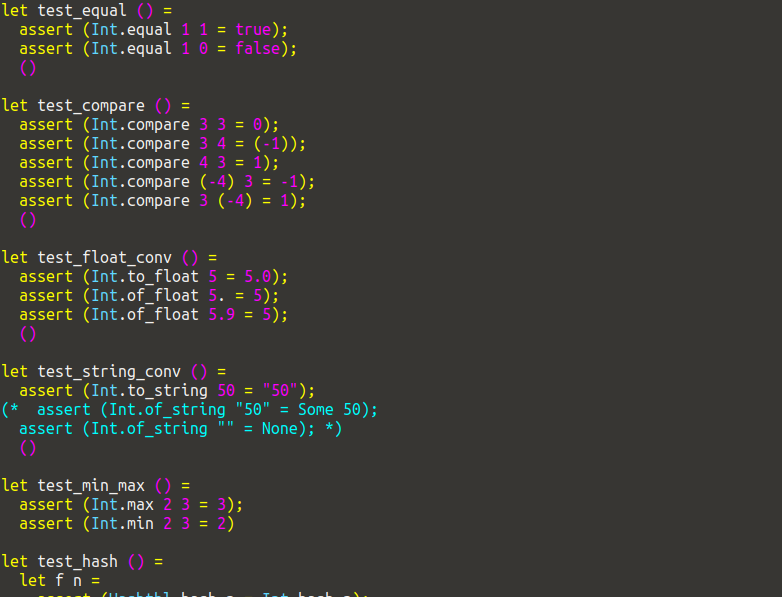 let test_equal () =
  assert (Int.equal 1 1 = true);
  assert (Int.equal 1 0 = false);
  ()

let test_compare () =
  assert (Int.compare 3 3 = 0);
  assert (Int.compare 3 4 = (-1));
  assert (Int.compare 4 3 = 1);
  assert (Int.compare (-4) 3 = -1);
  assert (Int.compare 3 (-4) = 1);
  ()

let test_float_conv () =
  assert (Int.to_float 5 = 5.0);
  assert (Int.of_float 5. = 5);
  assert (Int.of_float 5.9 = 5);
  ()

let test_string_conv () =
  assert (Int.to_string 50 = "50");
(*  assert (Int.of_string "50" = Some 50);
  assert (Int.of_string "" = None); *)
  ()

let test_min_max () =
  assert (Int.max 2 3 = 3);
  assert (Int.min 2 3 = 2)

let test_hash () =
  let f n =